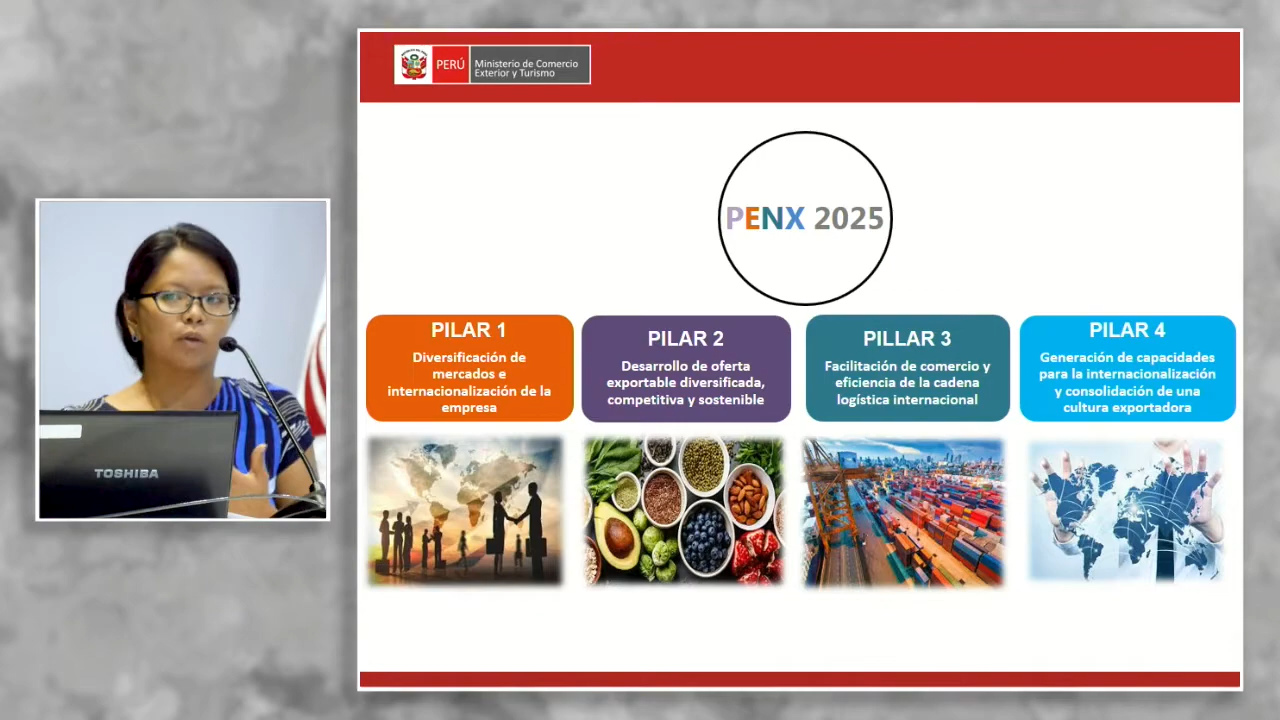 PERÚ
Ministerio de Comercio
Exterior y Turismo
PENX 2025
PILAR 1
Diversificación de
mercados e
internacionalización de la
empresa
PILAR 2
Desarrollo de oferta
exportable diversificada,
competitiva y sostenible
PILLAR 3
Facilitación de comercio y
eficiencia de la cadena
logística internacional
PILAR 4
Generación de capacidades
para la internacionalización
y consolidación de una
cultura exportadora
TOSHIBA